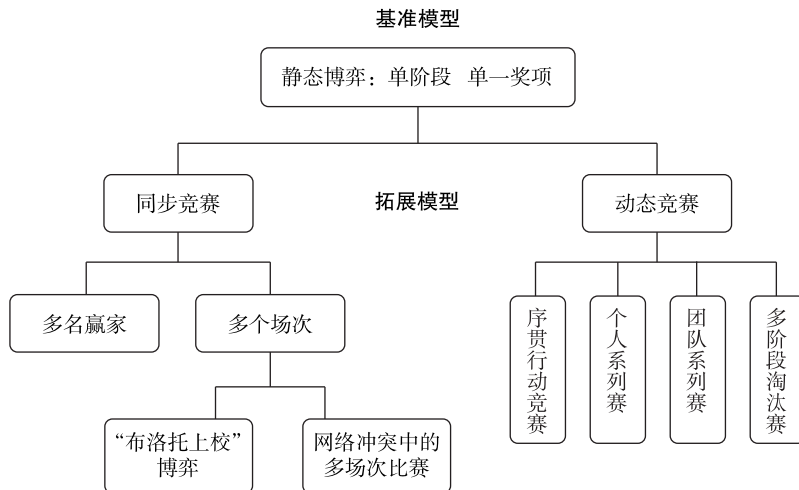 基准模型
静态博弈：单阶段 单一奖项
同步竞赛
拓展模型
动态竞赛
多名赢家
多个场次
序贯行动竞赛
个人系列赛
团队系列赛
多阶段淘汰赛
“布洛托上校”
博弈
网络冲突中的
多场次比赛